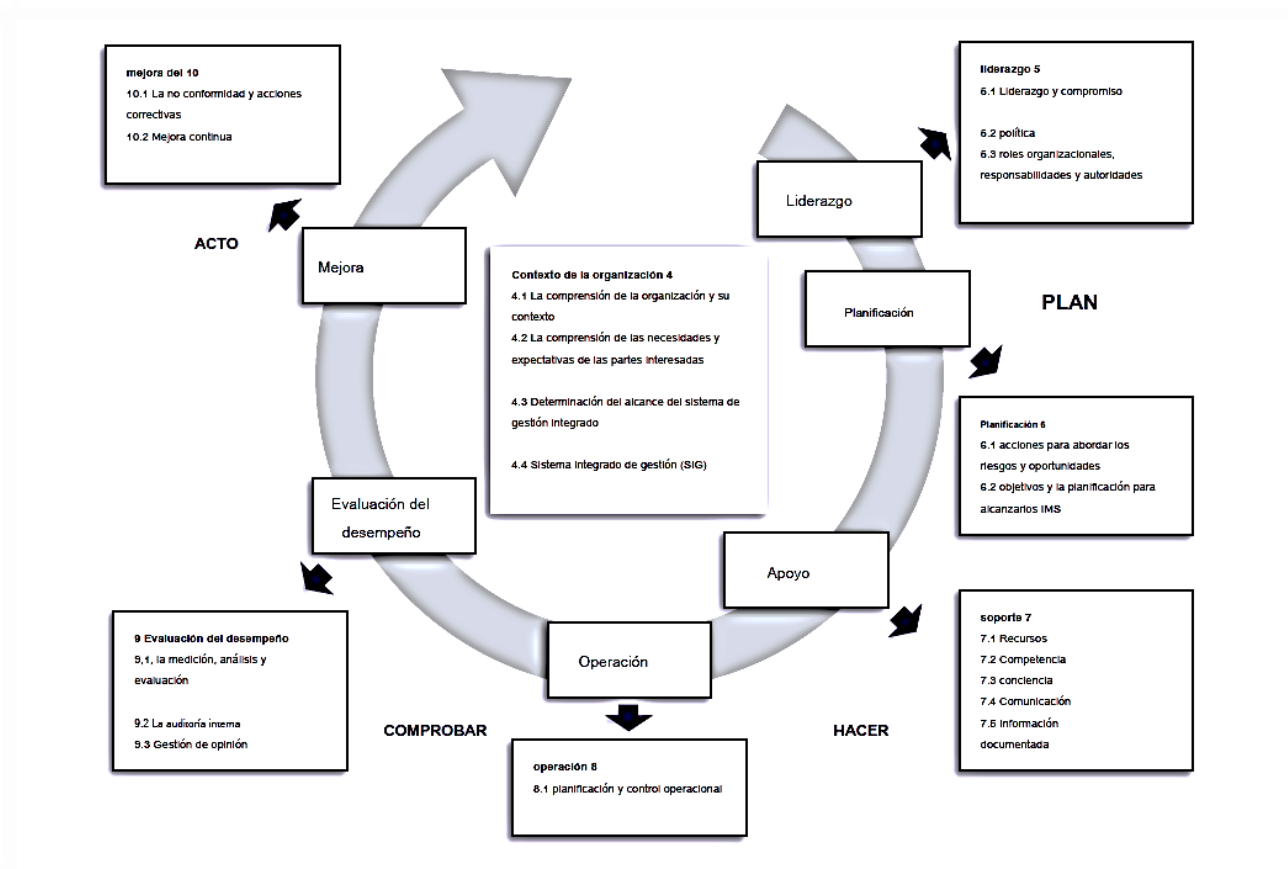 mejora del 10
10.1 La no conformidad y acciones
correctivas
10.2 Mejora continua
liderazgo 5
6.1 Liderazgo y compromiso
6.2 política
6.3 roles organizacionales,
responsabilidades y autoridades
Liderazgo
ACTO
Mejora
Contexto de la organización 4
4.1 La comprensión de la organización y su
contexto
4.2 La comprensión de las necesidades y
expectativas de las partes interesadas
4.3 Determinación del alcance del sistema de
gestión integrado
4.4 Sistema integrado de gestión (SIG)
Planificación
PLAN
Planificación 6
6.1 acciones para abordar los
riesgos y oportunidades
6.2 objetivos y la planificación para
alcanzarlos IMS
Evaluación del
desempeño
Apoyo
9 Evaluación del desempeño
9,1, la medición, análisis y
evaluación
9.2 La auditoría interna
9.3 Gestión de opinión
Operación
soporte 7
7.1 Recursos
7.2 Competencia
7.3 conciencia
7.4 Comunicación
7.5 Información
documentada
COMPROBAR
HACER
operación 8
8.1 planificación y control operacional